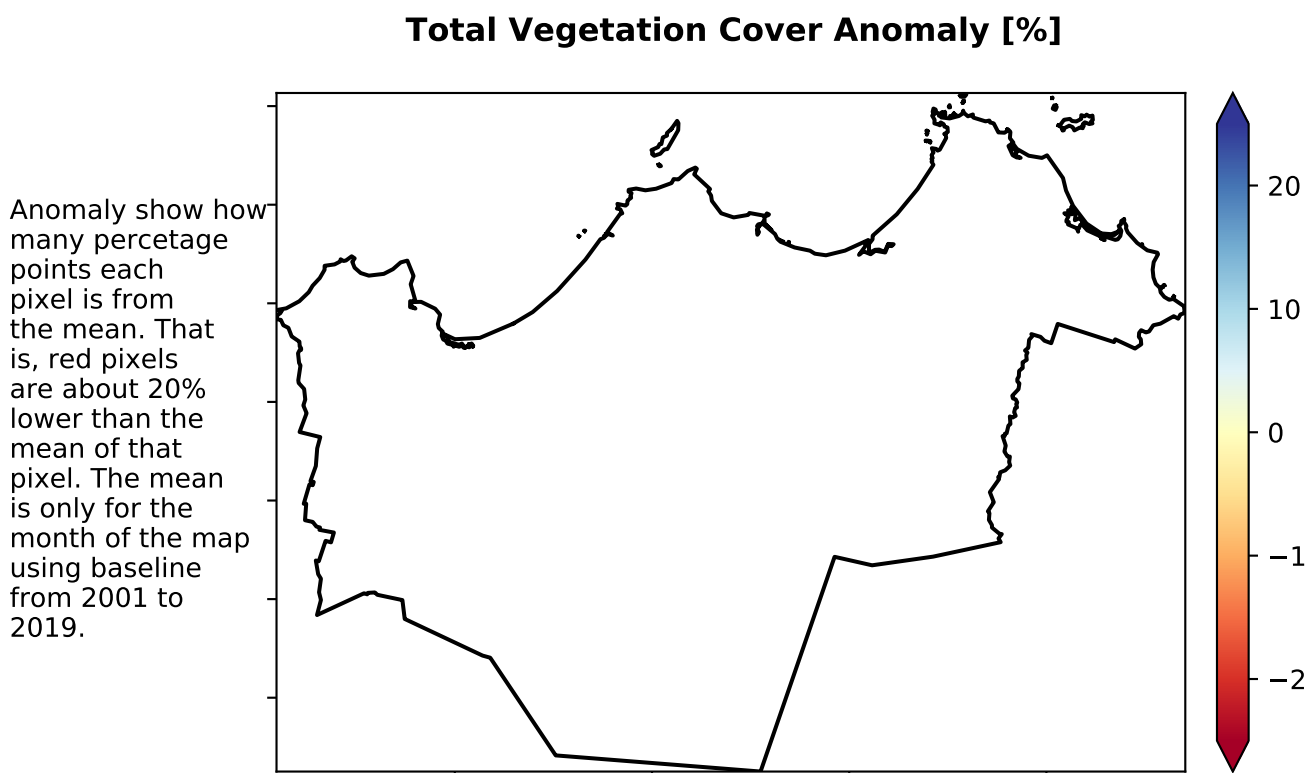 Total Vegetation Cover Anomaly [%]
Anomaly show how
many percetage
points each
pixel is from
the mean. That
is, red pixels
are about 20%
lower than the
mean of that
pixel. The mean
is only for the
month of the map
using baseline
from 2001 to
2019.
20
10
0
−1
−2